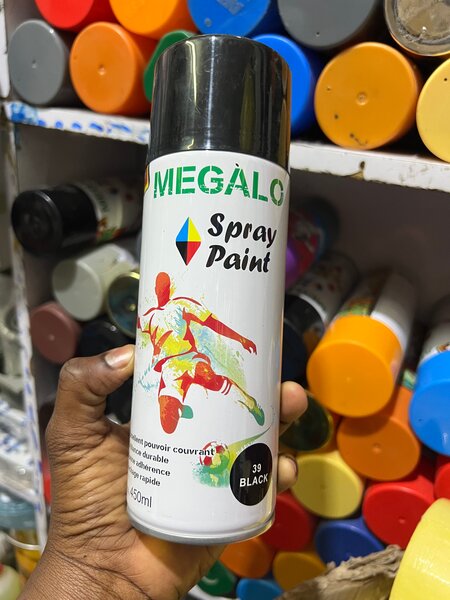 MEGALO
Spray
Paint
pouvoir couvrant
durable
adhérence
rapide
450ml
39
BLACK